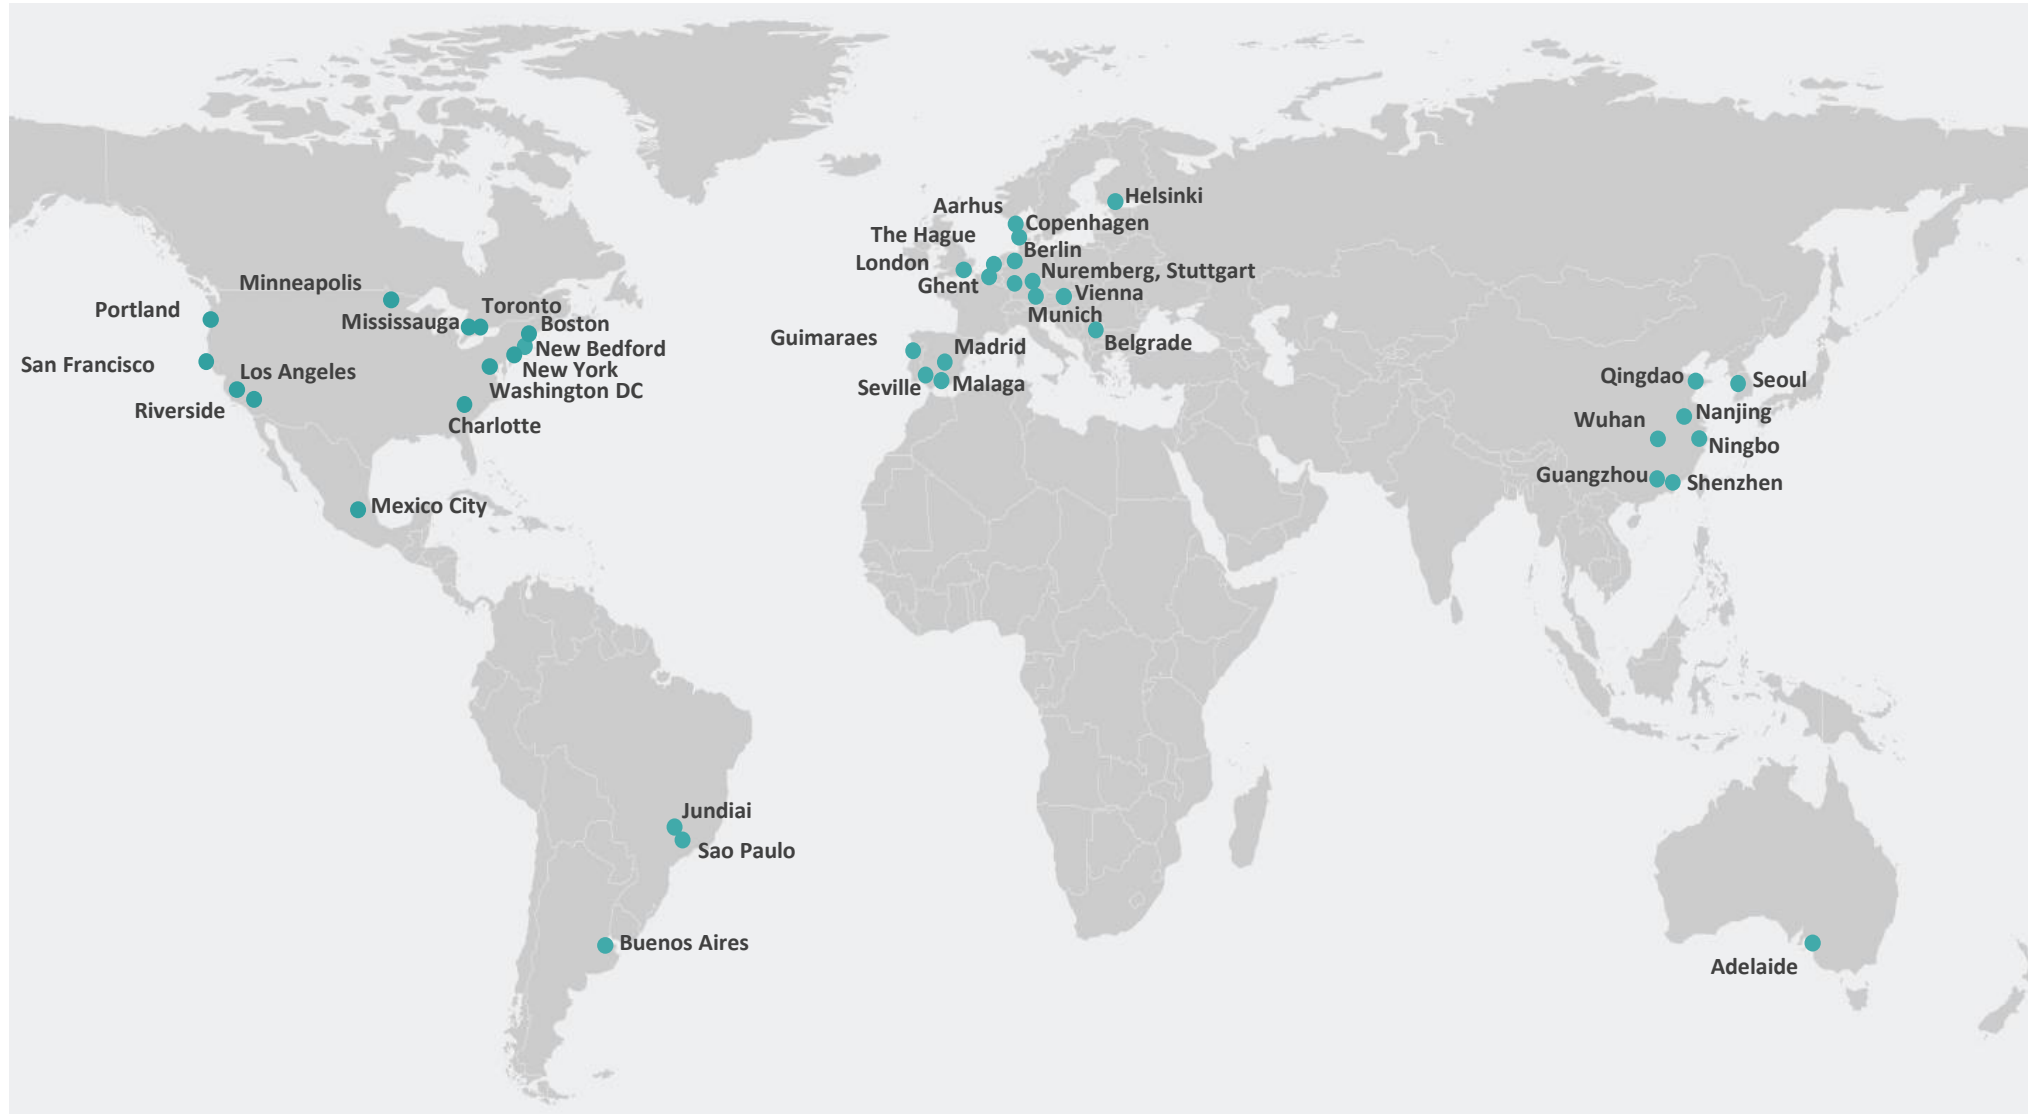 Helsinki
Aarhus
Copenhagen
The Hague
Berlin
London
Nuremberg, Stuttgart
Ghent
Vienna
Munich
Minneapolis
Toronto
Portland
Mississauga
Boston
Guimaraes
Belgrade
New Bedford
Madrid
San Francisco
Los Angeles
New York
Seville
Malaga
Washington DC
Riverside
Charlotte
Qingdao
Seoul
Wuhan
Nanjing
Ningbo
Guangzhou
Shenzhen
Mexico City
Jundiai
Sao Paulo
Buenos Aires
Adelaide